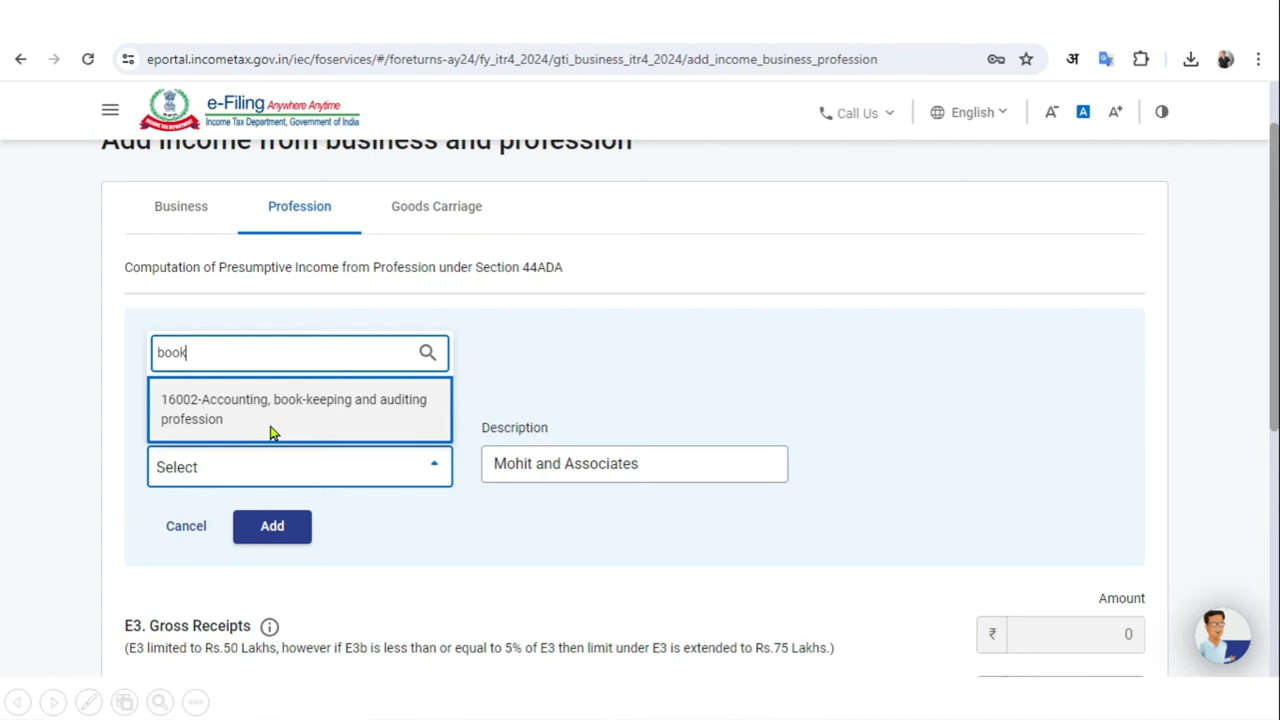 eportal.incometax.gov.in/iec/foservices/#/foreturns-ay24/fy_itr4_2024/gti_business_itr4_2024/add_income_business_profession
अ
e-Filing Anywhere Anytime
Income Tax Department, Government of India
Call Us
English
A-
A
A+
Add income from business and profession
Business
Profession
Goods Carriage
Computation of Presumptive Income from Profession under Section 44ADA
book
16002-Accounting, book-keeping and auditing
profession
Description
Select
Mohit and Associates
Cancel
Add
Amount
E3. Gross Receipts
₹ 0
(E3 limited to Rs.50 Lakhs, however if E3b is less than or equal to 5% of E3 then limit under E3 is extended to Rs.75 Lakhs.)